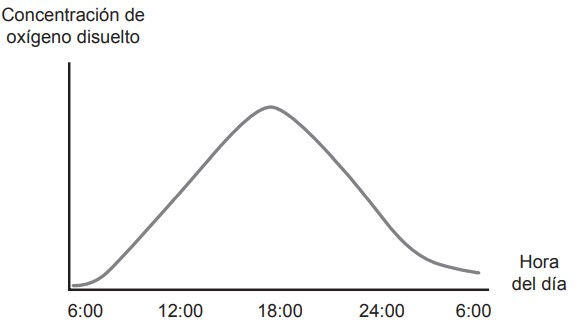 Concentración de
oxígeno disuelto
Hora
del día
6:00 12:00 18:00 24:00 6:00